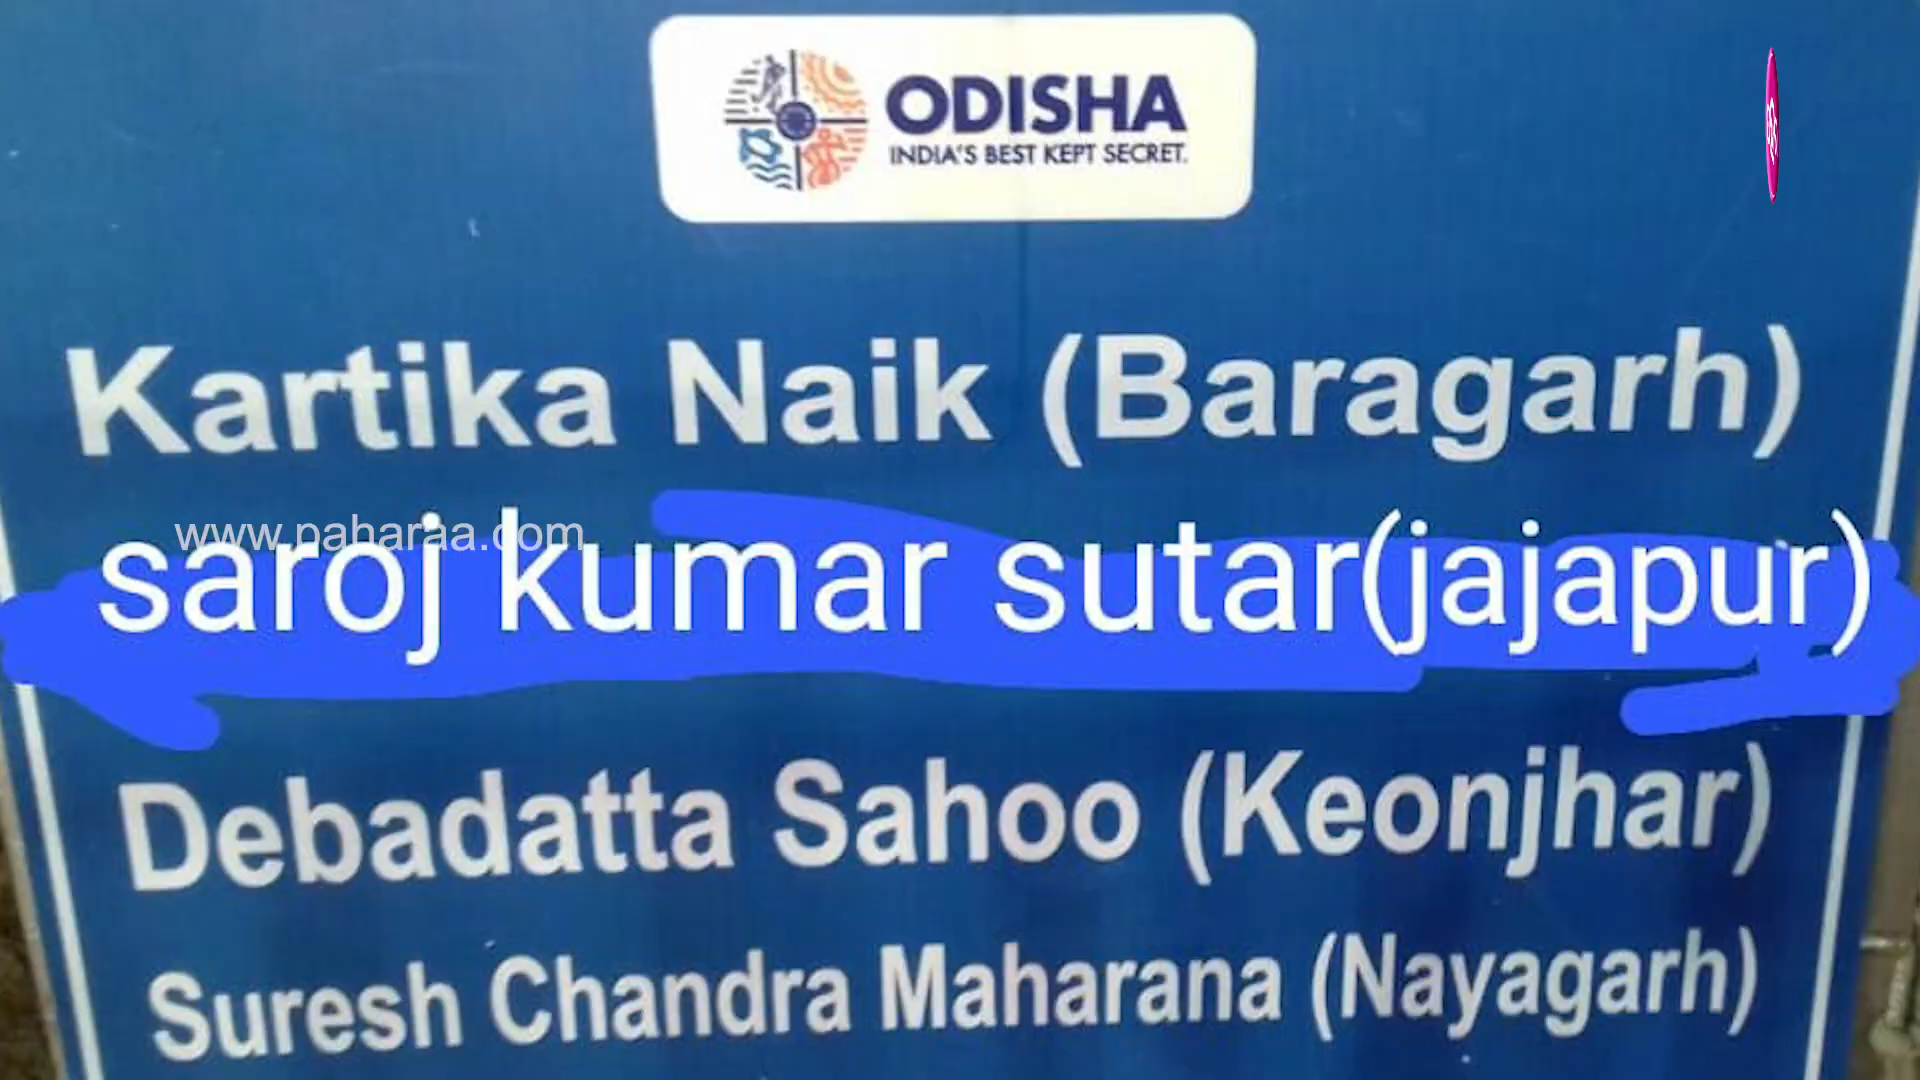 ODISHA
INDIA'S BEST KEPT SECRET.
Kartika Naik (Baragarh)
www.paharaa.com
saroj kumar sutar(jajapur)
Debadatta Sahoo (Keonjhar)
Suresh Chandra Maharana (Nayagarh)